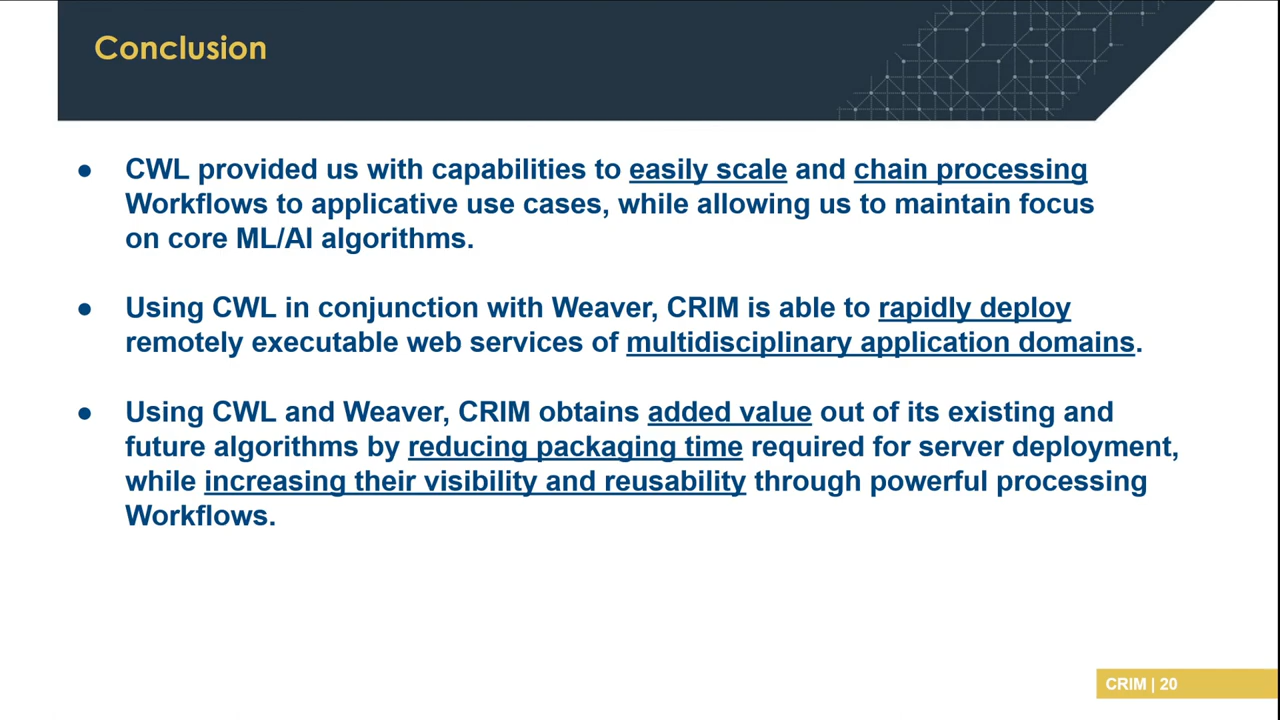 Conclusion
● CWL provided us with capabilities to easily scale and chain processing
Workflows to applicative use cases, while allowing us to maintain focus
on core ML/AI algorithms.
● Using CWL in conjunction with Weaver, CRIM is able to rapidly deploy
remotely executable web services of multidisciplinary application domains.
● Using CWL and Weaver, CRIM obtains added value out of its existing and
future algorithms by reducing packaging time required for server deployment,
while increasing their visibility and reusability through powerful processing
Workflows.
CRIM | 20